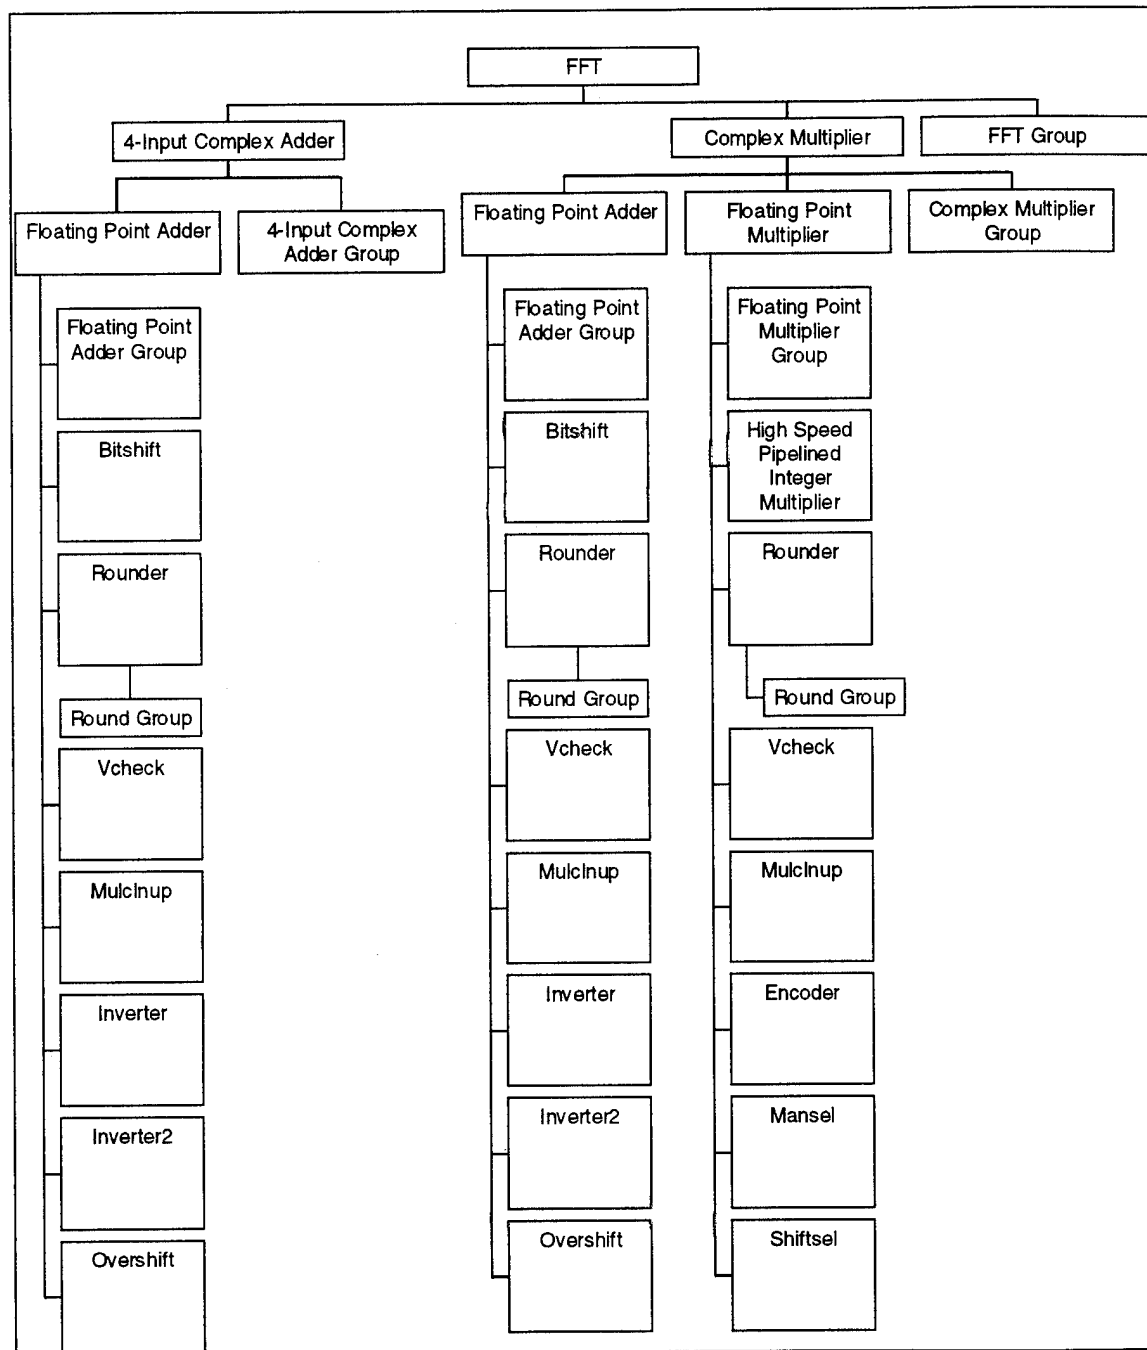 FFT
4-Input Complex Adder
Complex Multiplier
FFT Group
Floating Point Adder
4-Input Complex
Adder Group
Floating Point Adder
Floating Point
Multiplier
Complex Multiplier
Group
Floating Point
Adder Group
Bitshift
Rounder
Round Group
Vcheck
Mulclnup
Inverter
Inverter2
Overshift
Floating Point
Adder Group
Bitshift
Rounder
Round Group
Vcheck
Mulclnup
Inverter
Inverter2
Overshift
Floating Point
Multiplier
Group
High Speed
Pipelined
Integer
Multiplier
Rounder
Round Group
Vcheck
Mulclnup
Encoder
Mansel
Shiftsel